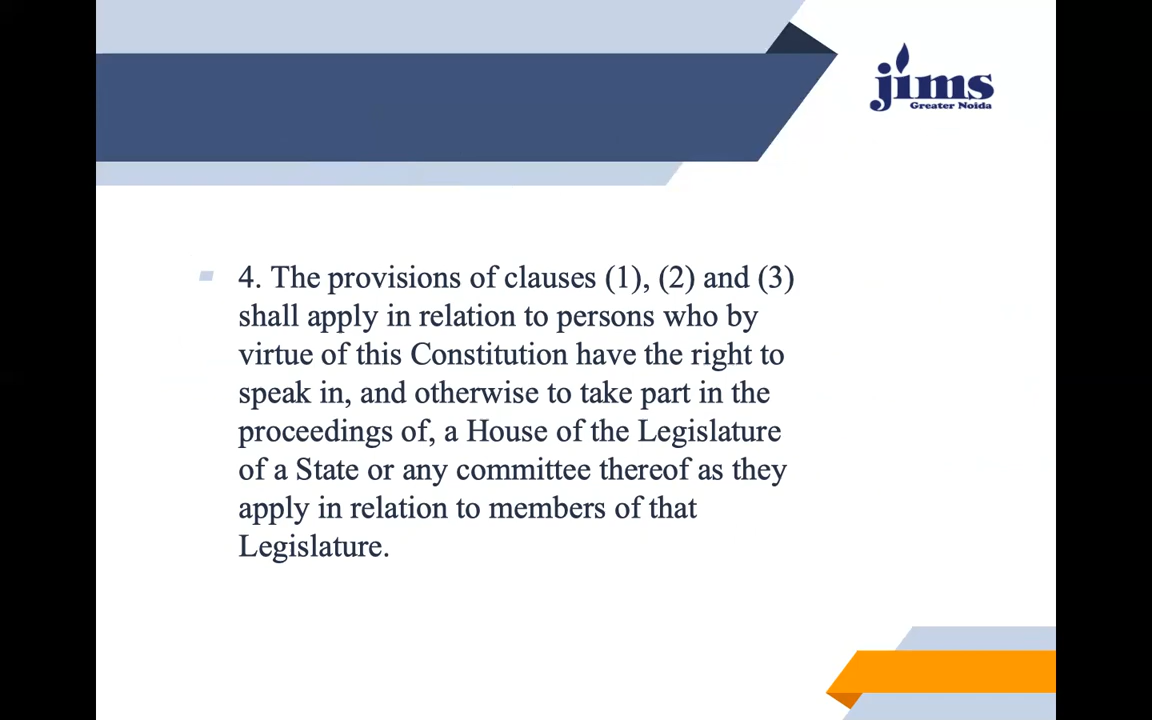 jims
Greater Noida
4. The provisions of clauses (1), (2) and (3)
shall apply in relation to persons who by
virtue of this Constitution have the right to
speak in, and otherwise to take part in the
proceedings of, a House of the Legislature
of a State or any committee thereof as they
apply in relation to members of that
Legislature.